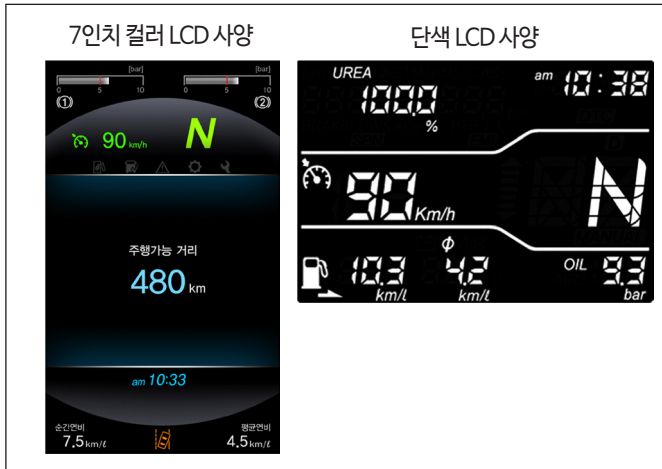 7인치 컬러 LCD 사양
[bar] [bar]
0 5 10 0 5 10
(1) (2)
90 km/h N
주행가능 거리
480 km
am 10:33
순간연비 평균연비
7.5 km/ℓ 4.5 km/ℓ
단색 LCD 사양
UREA am 10:38
100.0
%
90 Km/h N
Ø
10.3 4.2 OIL 9.3
km/ℓ km/ℓ bar